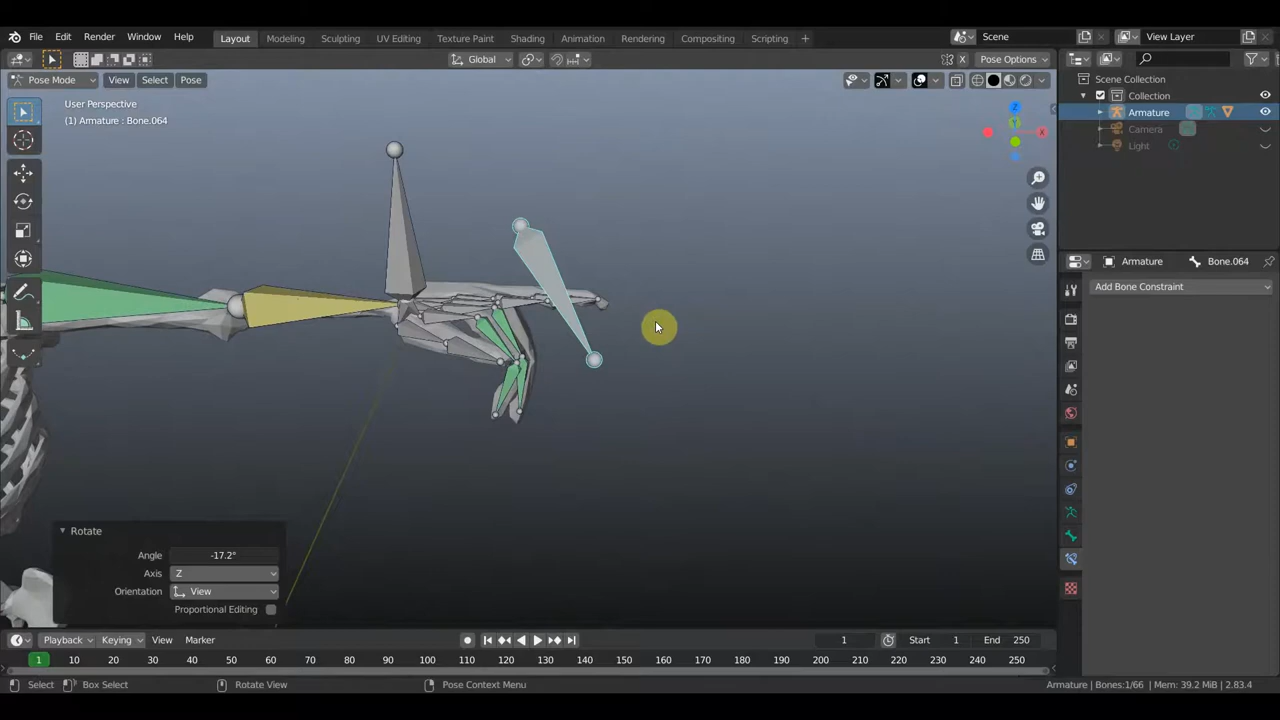 File Edit Render Window Help Layout Modeling Sculpting UV Editing Texture Paint Shading Animation Rendering Compositing Scripting + Scene View Layer
Global X Pose Options
Pose Mode View Select Pose
User Perspective
(1) Armature : Bone.064
Z
Y
X
Scene Collection
Collection
Armature
Camera
Light
Armature Bone.064
Add Bone Constraint
Rotate
Angle -17.2°
Axis Z
Orientation View
Proportional Editing
Playback Keying View Marker 1 Start 1 End 250
1 10 20 30 40 50 60 70 80 90 100 110 120 130 140 150 160 170 180 190 200 210 220 230 240 250
Select Box Select Rotate View Pose Context Menu Armature | Bones:1/66 | Mem: 39.2 MiB | 2.83.4